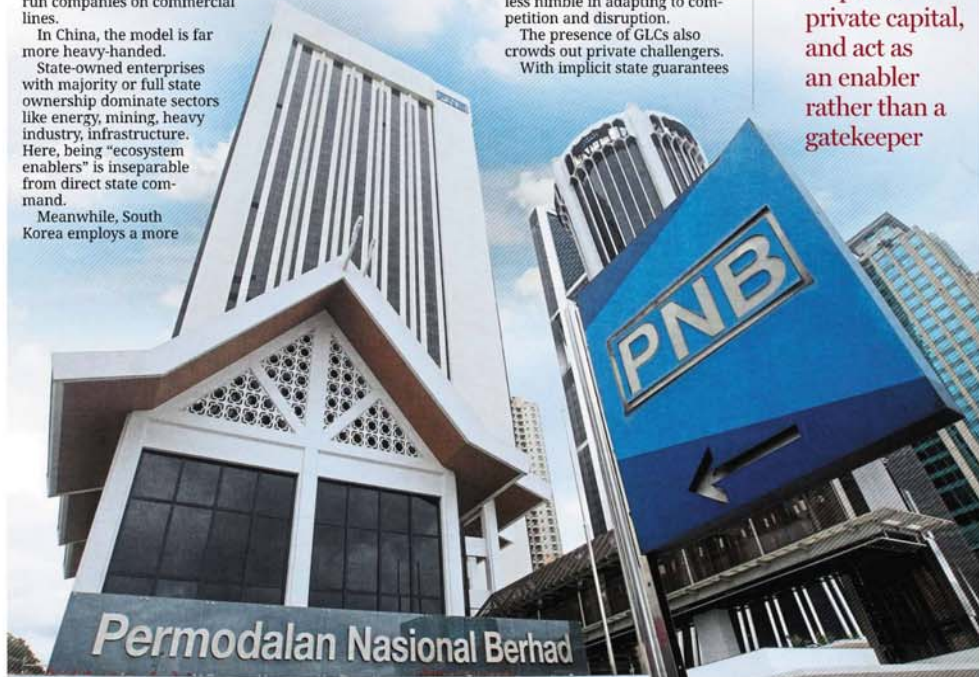 run companies on commercial
lines.
In China, the model is far
more heavy-handed.
State-owned enterprises
with majority or full state
ownership dominate sectors
like energy, mining, heavy
industry, infrastructure.
Here, being “ecosystem
enablers” is inseparable
from direct state com-
mand.
Meanwhile, South
Korea employs a more
less nimble in adapting to com-
petition and disruption.
The presence of GLCs also
crowds out private challengers.
With implicit state guarantees
private capital,
and act as
an enabler
rather than a
gatekeeper
PNB
PNB
Permodalan Nasional Berhad